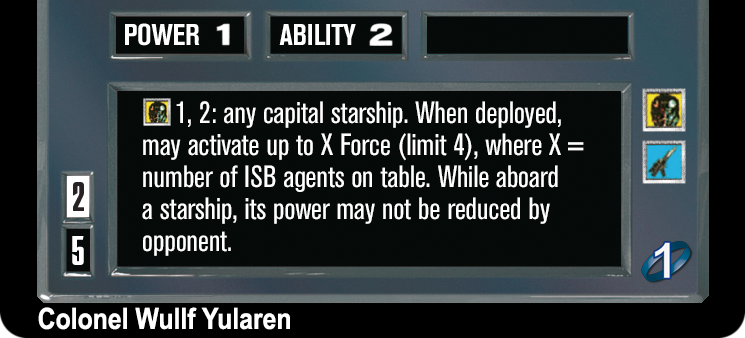 POWER 1 ABILITY 2
1, 2: any capital starship. When deployed,
may activate up to X Force (limit 4), where X =
number of ISB agents on table. While aboard
a starship, its power may not be reduced by
opponent.
2
5
1
Colonel Wullf Yularen